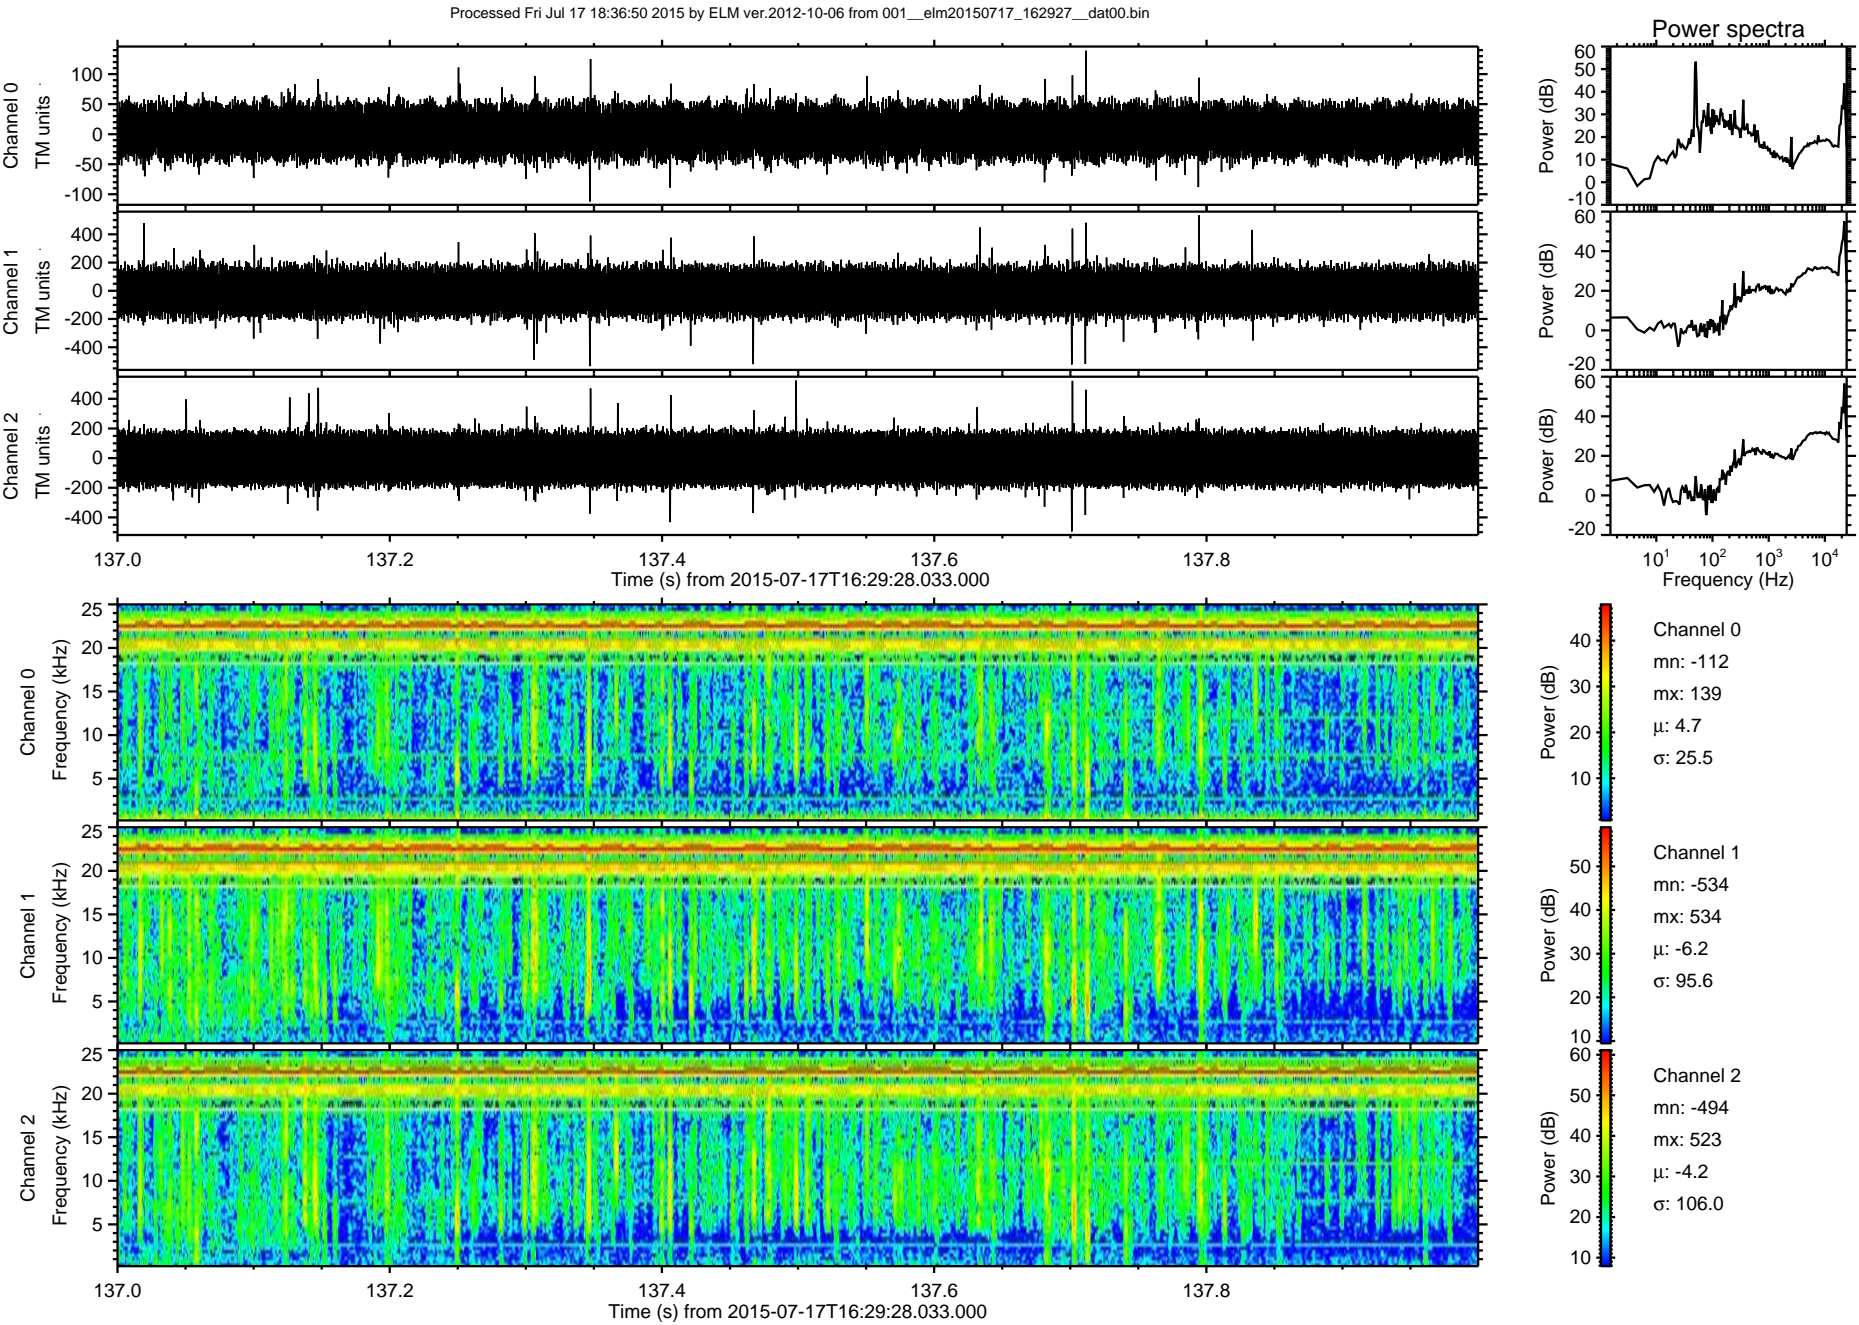 Processed Fri Jul 17 18:36:50 2015 by ELM ver.2012-10-06 from 001__elm20150717_162927__dat00.bin
Power spectra
Channel 0
TM units
100
50
0
-50
-100
Power (dB)
60
50
40
30
20
10
0
-10
Channel 1
TM units
400
200
0
-200
-400
Power (dB)
60
40
20
0
-20
Channel 2
TM units
400
200
0
-200
-400
Power (dB)
60
40
20
0
-20
137.0 137.2 137.4 137.6 137.8
Time (s) from 2015-07-17T16:29:28.033.000
10¹ 10² 10³ 10⁴
Frequency (Hz)
Channel 0
Frequency (kHz)
25
20
15
10
5
Power (dB)
40
30
20
10
Channel 0
mn: -112
mx: 139
μ: 4.7
σ: 25.5
Channel 1
Frequency (kHz)
25
20
15
10
5
Power (dB)
50
40
30
20
10
Channel 1
mn: -534
mx: 534
μ: -6.2
σ: 95.6
Channel 2
Frequency (kHz)
25
20
15
10
5
Power (dB)
60
50
40
30
20
10
Channel 2
mn: -494
mx: 523
μ: -4.2
σ: 106.0
137.0 137.2 137.4 137.6 137.8
Time (s) from 2015-07-17T16:29:28.033.000